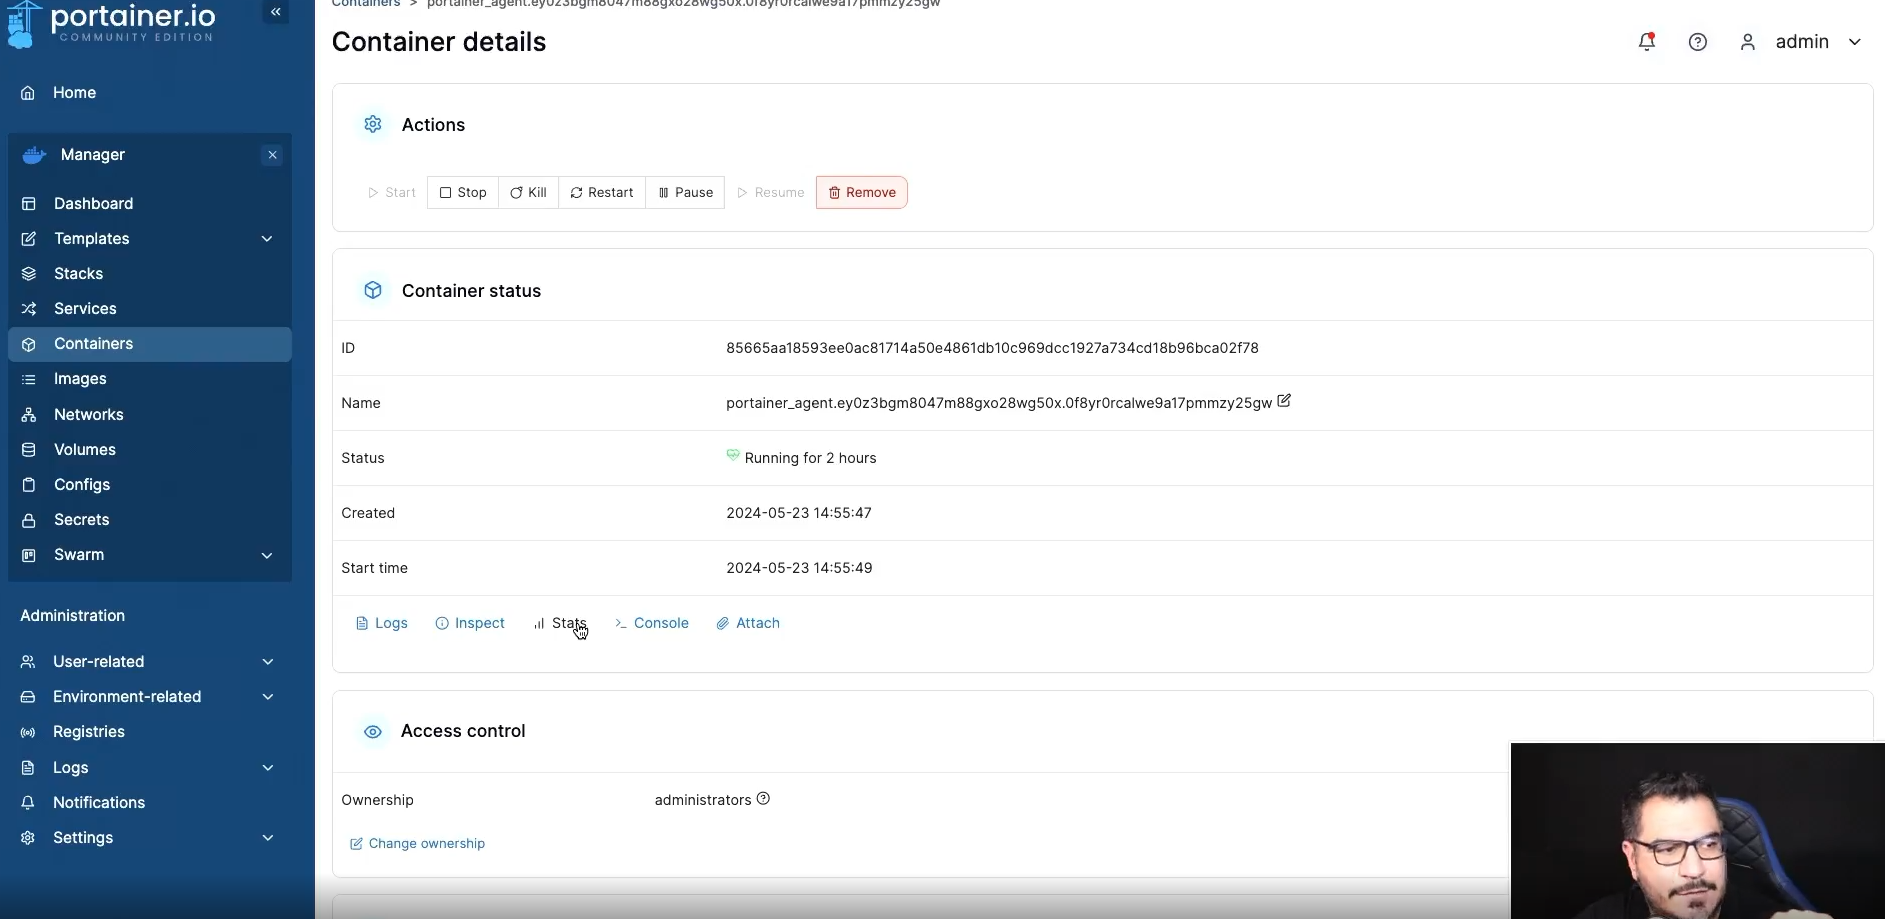 portainer.io
COMMUNITY EDITION
Containers > portainer_agent.ey0z3bgm8047m88gxo28wg50x.0f8yr0rcalwe9a17pmmzy25gw
Container details
admin
Home
Manager
Dashboard
Templates
Stacks
Services
Containers
Images
Networks
Volumes
Configs
Secrets
Swarm
Administration
User-related
Environment-related
Registries
Logs
Notifications
Settings
Actions
Start Stop Kill Restart Pause Resume Remove
Container status
ID 85665aa18593ee0ac81714a50e4861db10c969dcc1927a734cd18b96bca02f78
Name portainer_agent.ey0z3bgm8047m88gxo28wg50x.0f8yr0rcalwe9a17pmmzy25gw
Status Running for 2 hours
Created 2024-05-23 14:55:47
Start time 2024-05-23 14:55:49
Logs Inspect Stats Console Attach
Access control
Ownership administrators
Change ownership